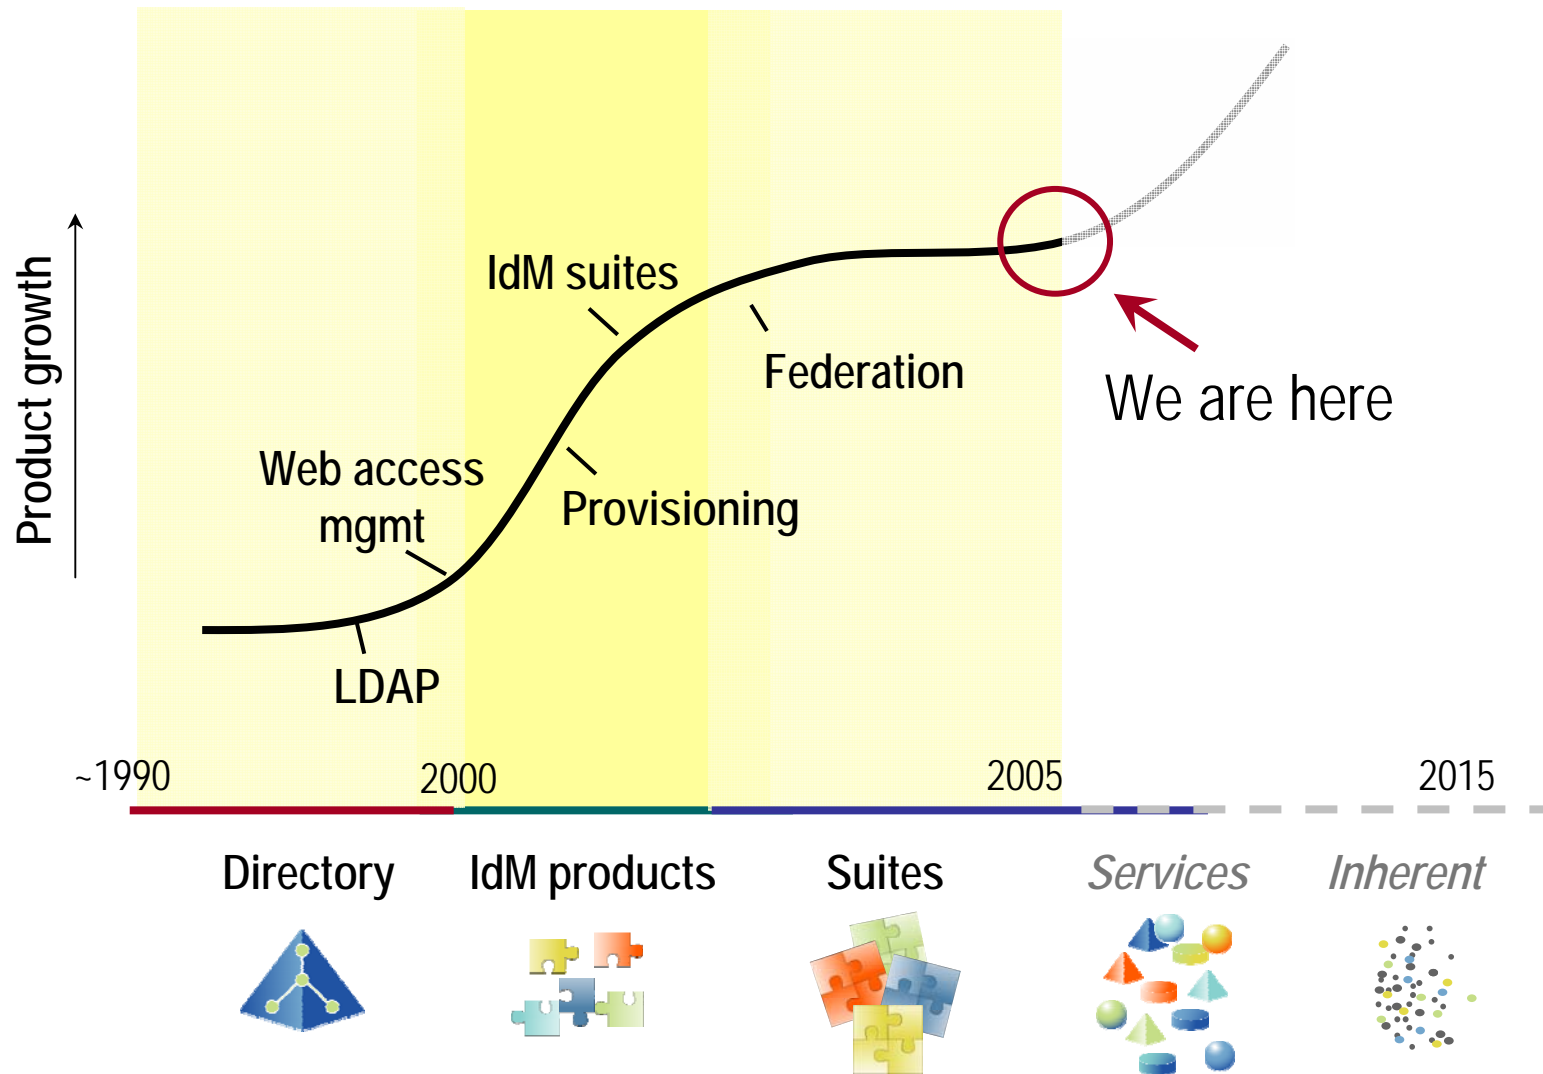 Product growth
IdM suites
Federation
We are here
Web access
mgmt
Provisioning
LDAP
~1990
2000
2005
2015
Directory
IdM products
Suites
Services
Inherent